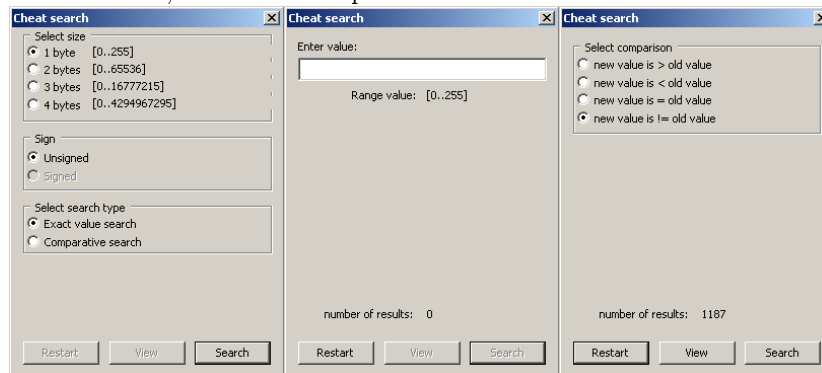 Cheat search
Select size
1 byte [0..255]
2 bytes [0..65536]
3 bytes [0..16777215]
4 bytes [0..4294967295]
Sign
Unsigned
Signed
Select search type
Exact value search
Comparative search
Restart View Search
Cheat search
Enter value:
Range value: [0..255]
number of results: 0
Restart View Search
Cheat search
Select comparison
new value is > old value
new value is < old value
new value is = old value
new value is != old value
number of results: 1187
Restart View Search